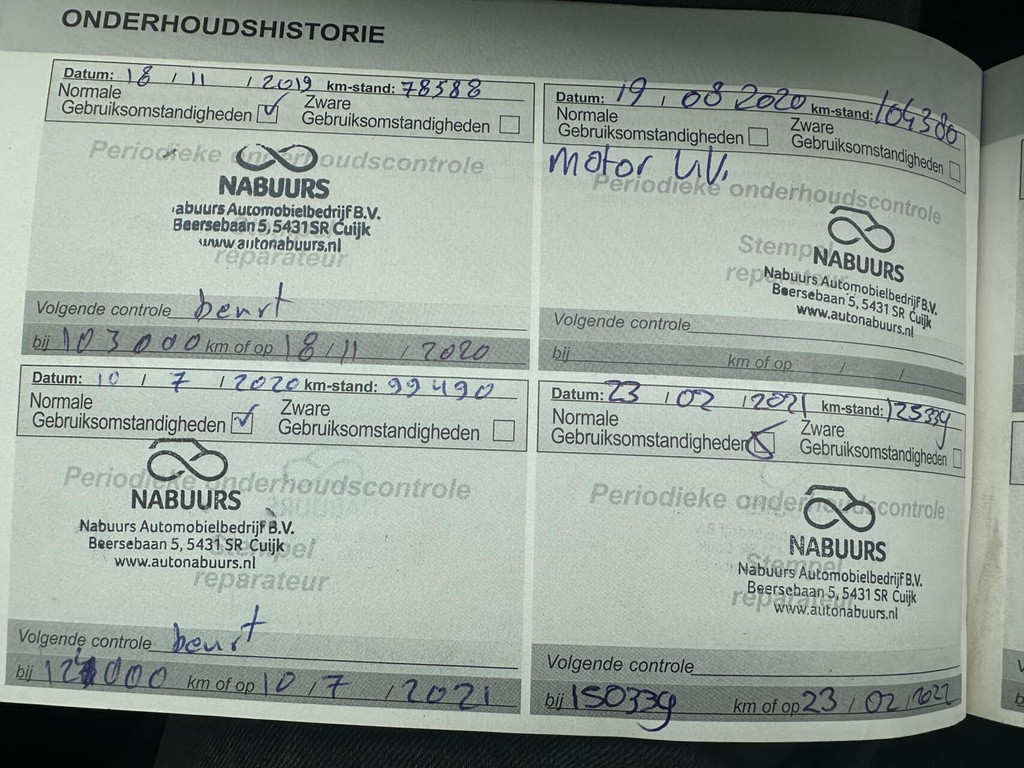 ONDERHOUDSHISTORIE
Datum: 18 / 11 / 2019 km-stand: 78588
Normale
Gebruiksomstandigheden
Zware
Gebruiksomstandigheden
Periodieke onderhoudscontrole
NABUURS
abuurs Automobielbedrijf B.V.
Beersebaan 5, 5431 SR Cuijk
www.autonabuurs.nl
reparateur
Volgende controle beurt
bij 103000 km of op 18 / 11 / 2020
Datum: 19 / 08 2020 km-stand: 104380
Normale
Gebruiksomstandigheden
Zware
Gebruiksomstandigheden
motor
Periodieke onderhoudscontrole
Stempel
reparateur
NABUURS
Nabuurs Automobielbedrijf B.V.
Beersebaan 5, 5431 SR Cuijk
www.autonabuurs.nl
Volgende controle
bij km of op / /
Datum: 10 / 7 / 2020 km-stand: 99490
Normale
Gebruiksomstandigheden
Zware
Gebruiksomstandigheden
Periodieke onderhoudscontrole
NABUURS
Nabuurs Automobielbedrijf B.V.
Beersebaan 5, 5431 SR Cuijk
Stempel
www.autonabuurs.nl
reparateur
Volgende controle beurt
bij 124000 km of op 10 / 7 / 2021
Datum: 23 / 02 / 2021 km-stand: 125339
Normale
Gebruiksomstandigheden
Zware
Gebruiksomstandigheden
Periodieke onderhoudscontrole
NABUURS
Stempel
Nabuurs Automobielbedrijf B.V.
Beersebaan 5, 5431 SR Cuijk
reparateur
www.autonabuurs.nl
Volgende controle
bij 150339 km of op 23 / 02 / 2022